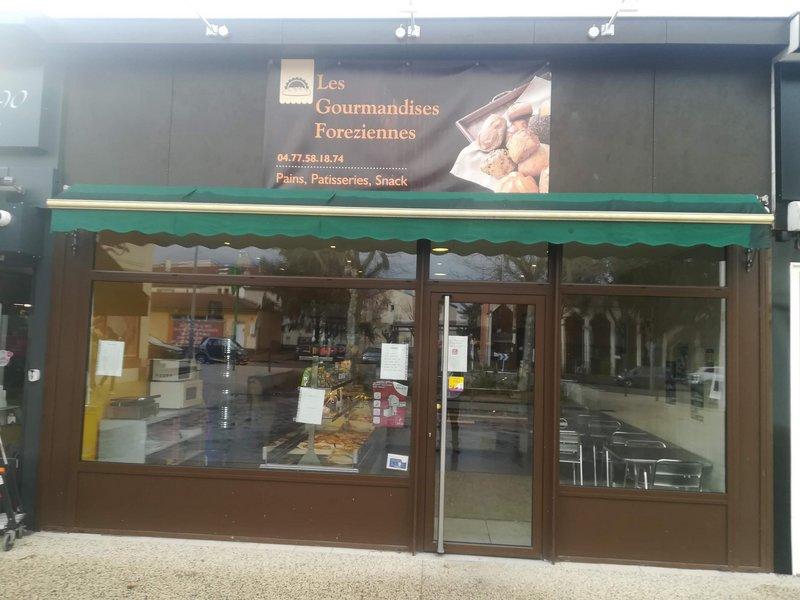 Les
Gourmandises
Foreziennes
04.77.58.18.74
Pains, Patisseries, Snack